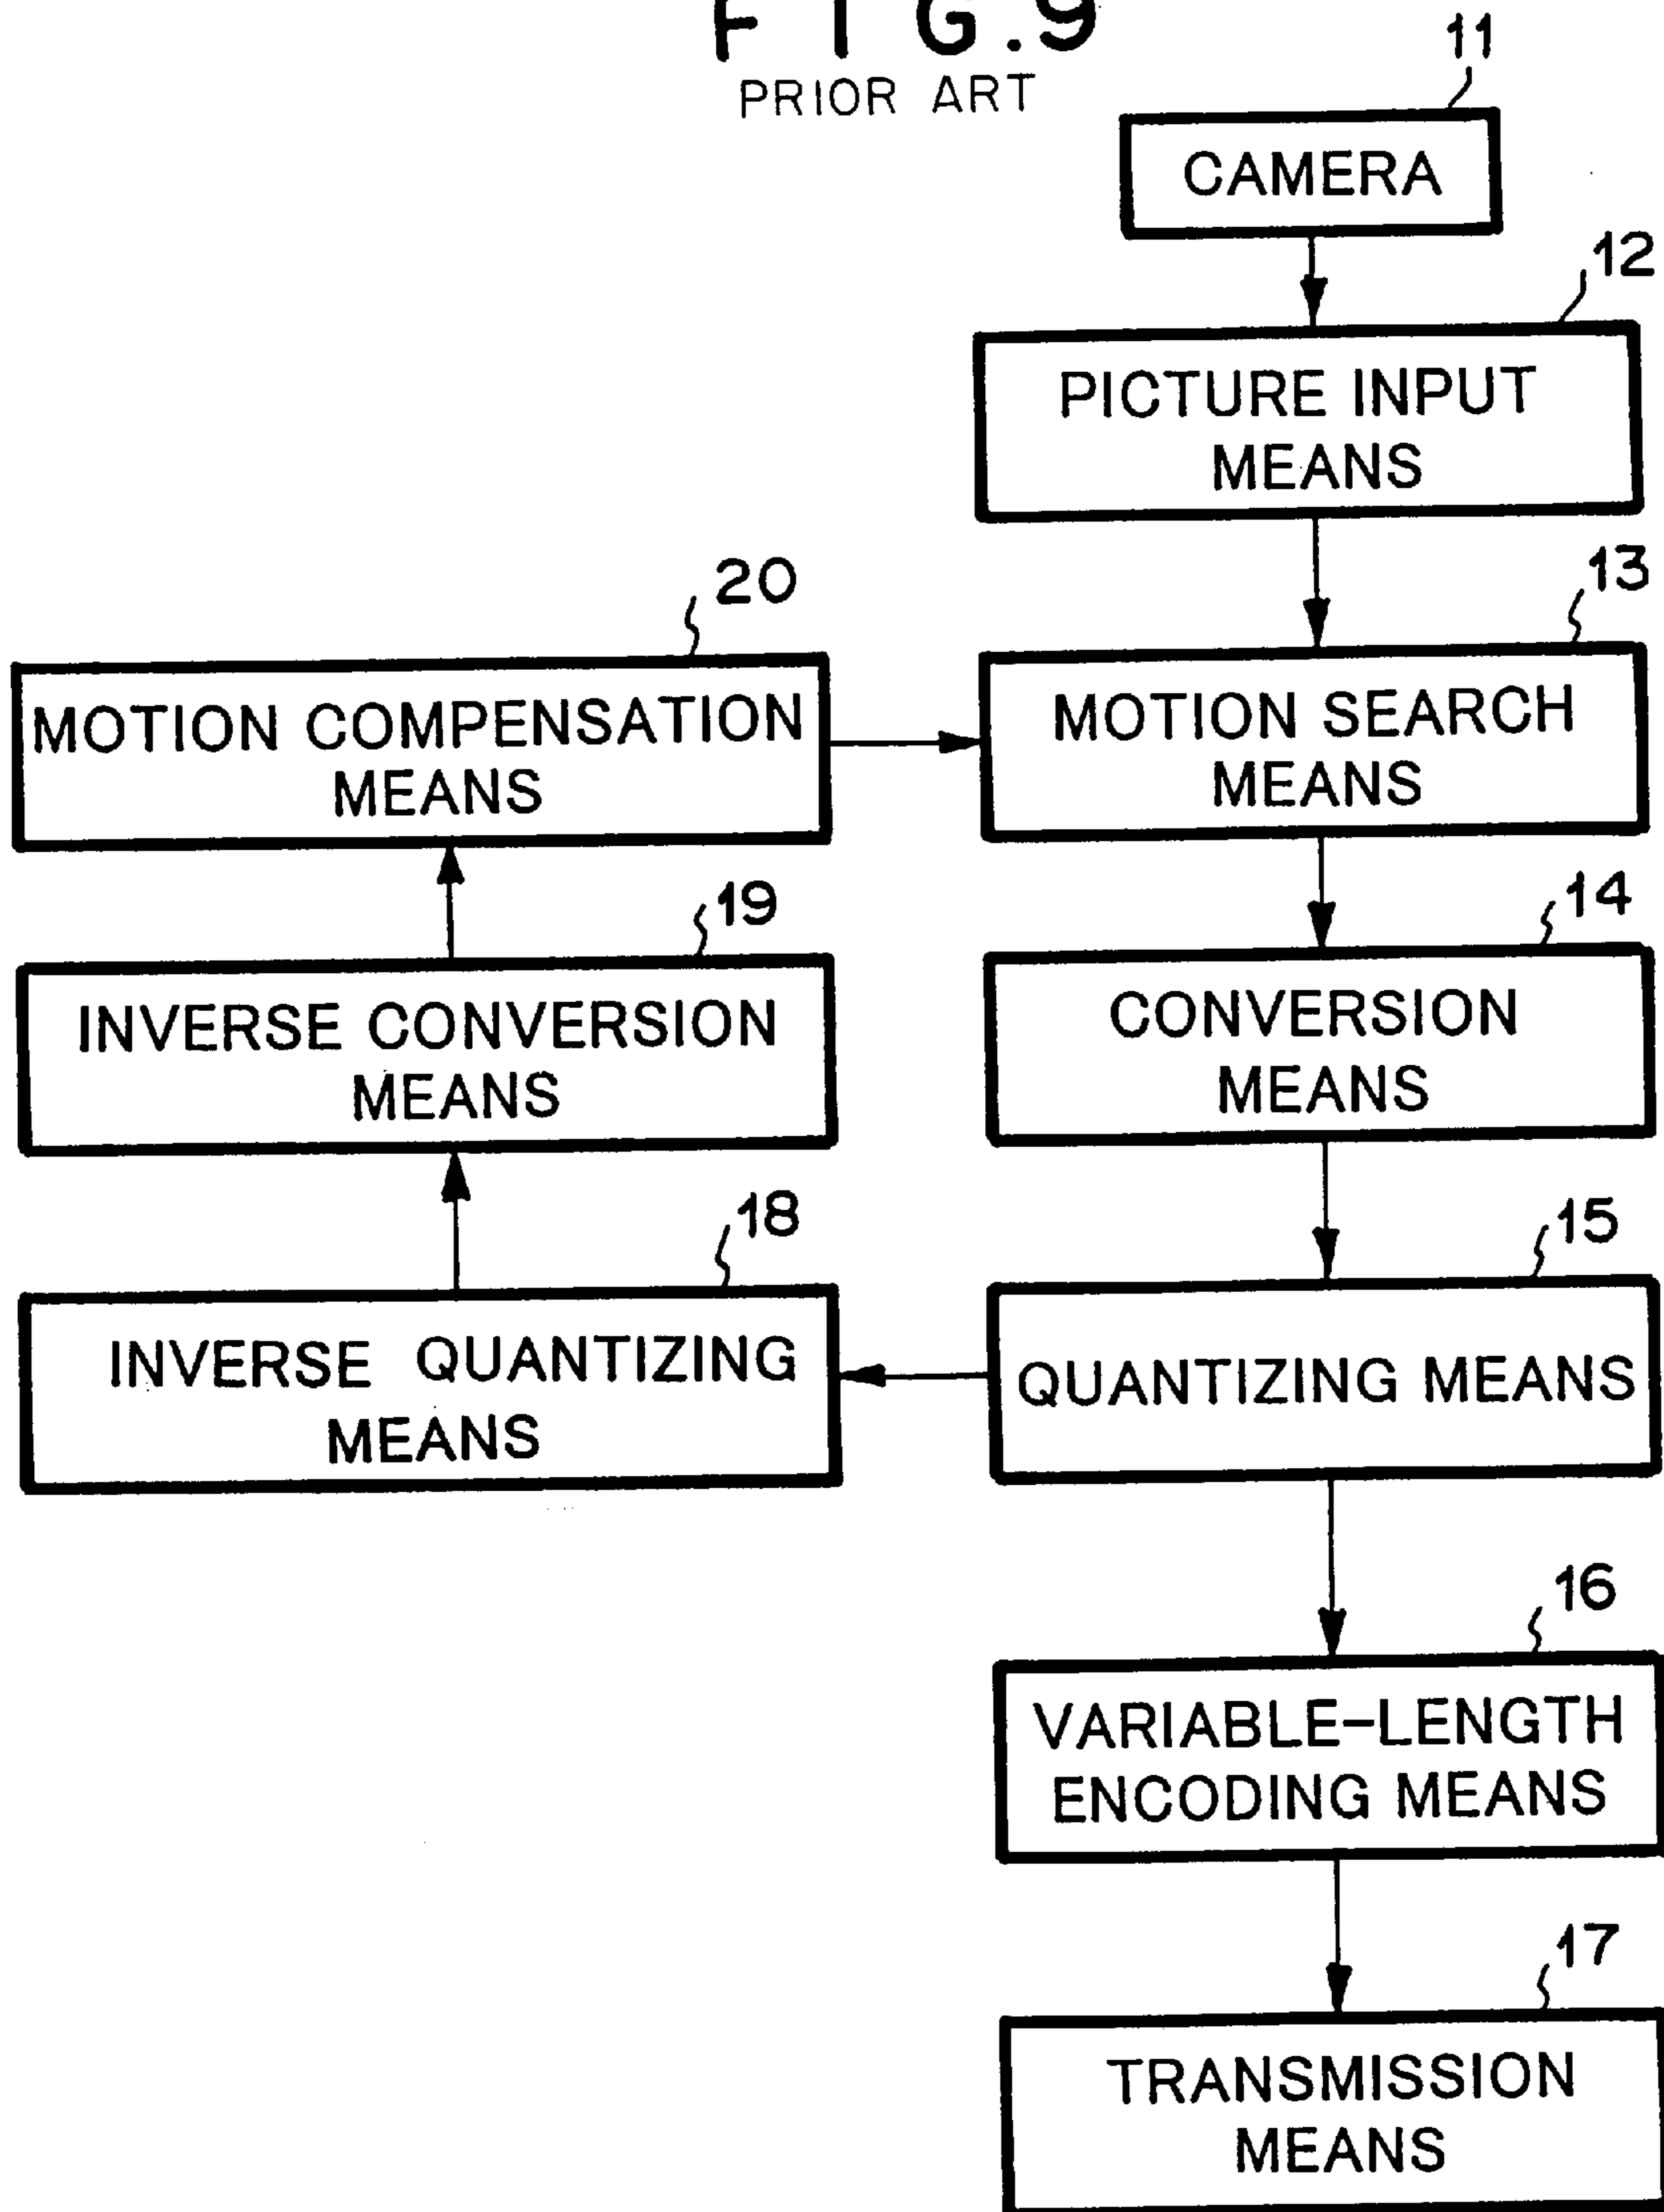 FIG.9
PRIOR ART
11
CAMERA
12
PICTURE INPUT
MEANS
13
MOTION SEARCH
MEANS
20
MOTION COMPENSATION
MEANS
14
CONVERSION
MEANS
19
INVERSE CONVERSION
MEANS
15
QUANTIZING MEANS
18
INVERSE QUANTIZING
MEANS
16
VARIABLE-LENGTH
ENCODING MEANS
17
TRANSMISSION
MEANS